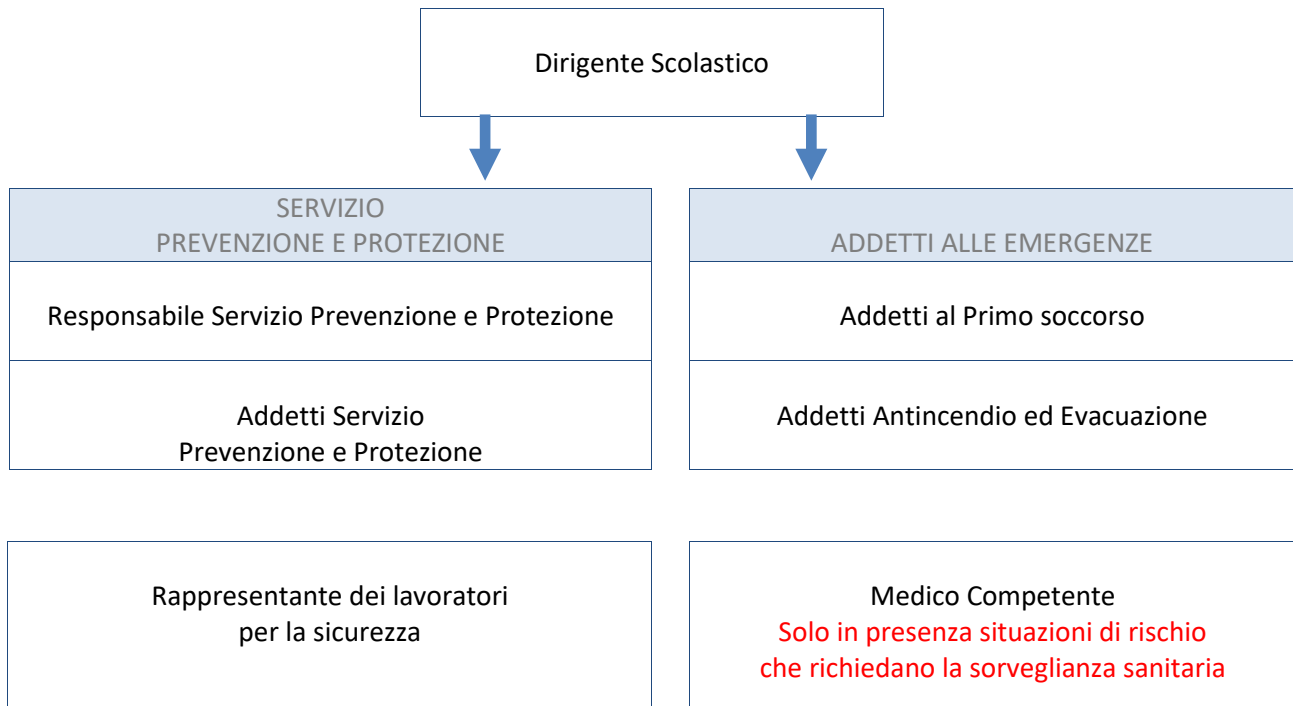 Dirigente Scolastico
SERVIZIO
PREVENZIONE E PROTEZIONE
Responsabile Servizio Prevenzione e Protezione
Addetti Servizio
Prevenzione e Protezione
ADDETTI ALLE EMERGENZE
Addetti al Primo soccorso
Addetti Antincendio ed Evacuazione
Rappresentante dei lavoratori
per la sicurezza
Medico Competente
Solo in presenza situazioni di rischio
che richiedano la sorveglianza sanitaria